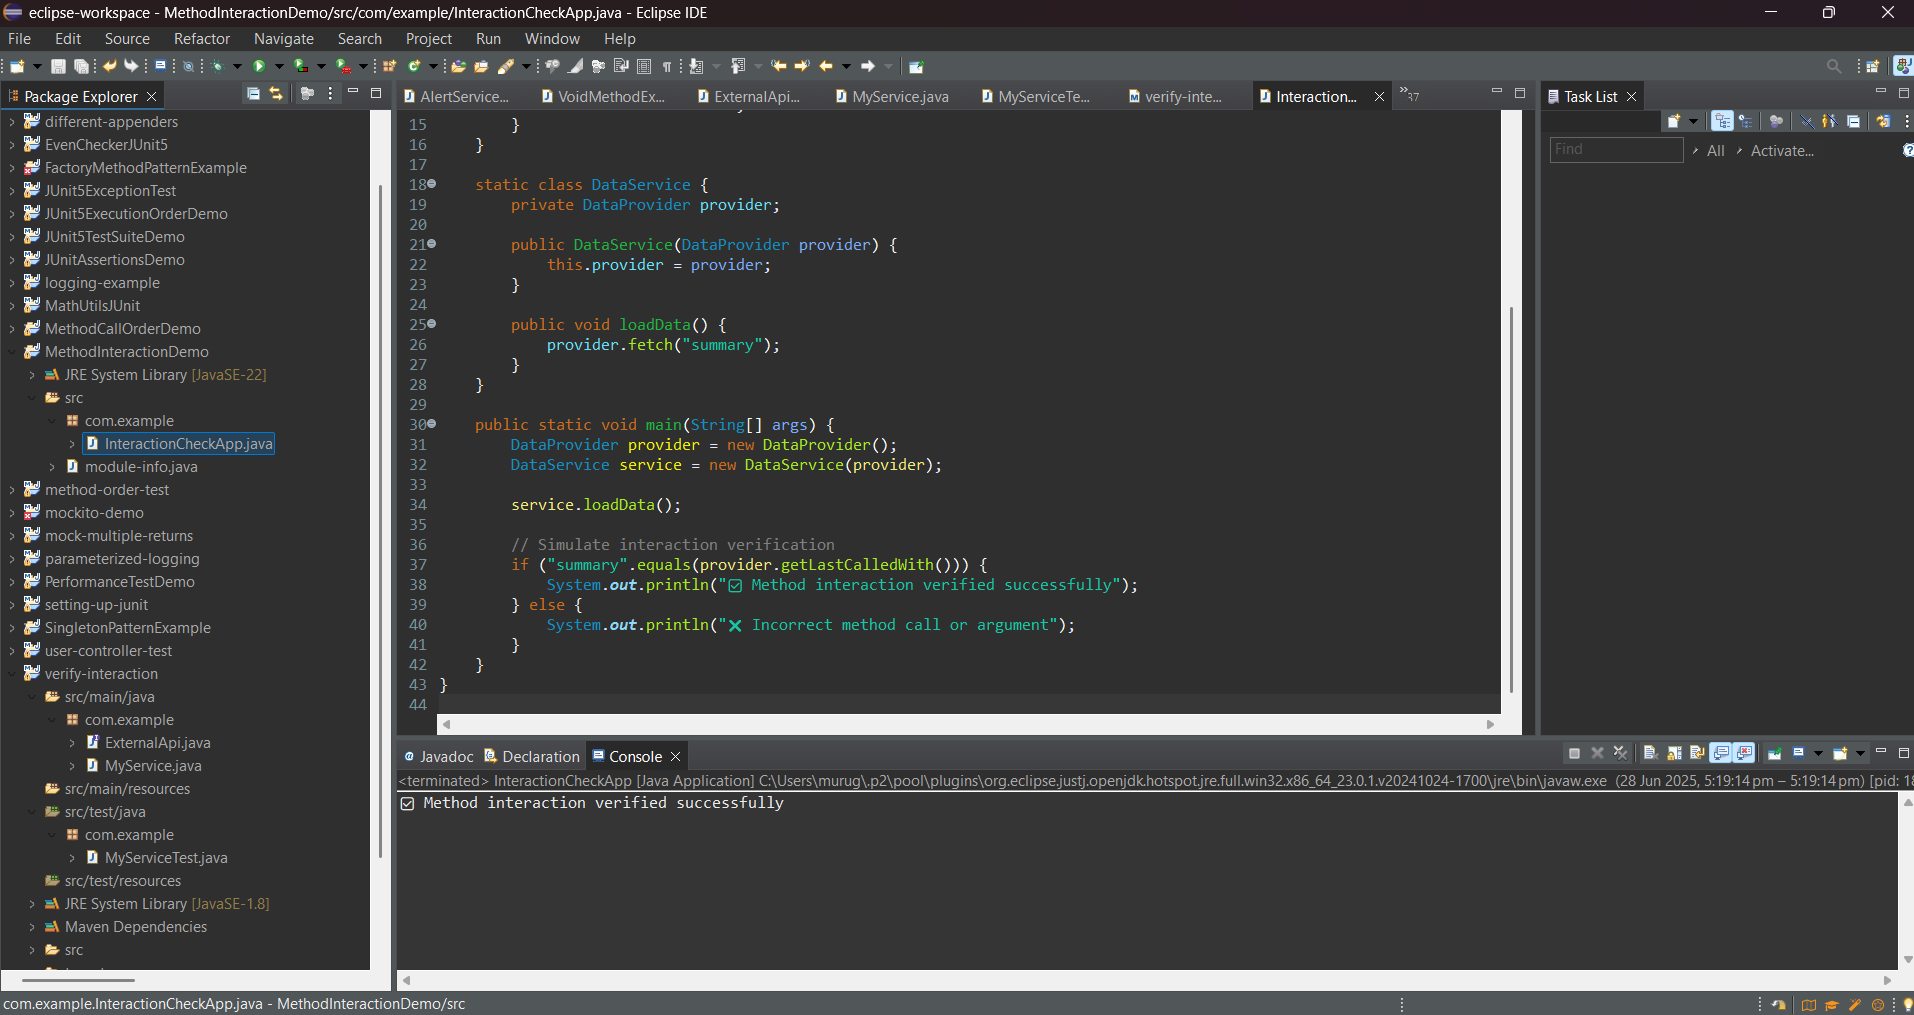 eclipse-workspace - MethodInteractionDemo/src/com/example/InteractionCheckApp.java - Eclipse IDE
File Edit Source Refactor Navigate Search Project Run Window Help
Package Explorer
different-appenders
EvenCheckerJUnit5
FactoryMethodPatternExample
JUnit5ExceptionTest
JUnit5ExecutionOrderDemo
JUnit5TestSuiteDemo
JUnitAssertionsDemo
logging-example
MathUtilsJUnit
MethodCallOrderDemo
MethodInteractionDemo
JRE System Library [JavaSE-22]
src
com.example
InteractionCheckApp.java
module-info.java
method-order-test
mockito-demo
mock-multiple-returns
parameterized-logging
PerformanceTestDemo
setting-up-junit
SingletonPatternExample
user-controller-test
verify-interaction
src/main/java
com.example
ExternalApi.java
MyService.java
src/main/resources
src/test/java
com.example
MyServiceTest.java
src/test/resources
JRE System Library [JavaSE-1.8]
Maven Dependencies
src
AlertService... VoidMethodEx... ExternalApi... MyService.java MyServiceTe... verify-inte... Interaction... »37
15 }
16 }
17
18 static class DataService {
19 private DataProvider provider;
20
21 public DataService(DataProvider provider) {
22 this.provider = provider;
23 }
24
25 public void loadData() {
26 provider.fetch("summary");
27 }
28 }
29
30 public static void main(String[] args) {
31 DataProvider provider = new DataProvider();
32 DataService service = new DataService(provider);
33
34 service.loadData();
35
36 // Simulate interaction verification
37 if ("summary".equals(provider.getLastCalledWith())) {
38 System.out.println("☑ Method interaction verified successfully");
39 } else {
40 System.out.println("❌ Incorrect method call or argument");
41 }
42 }
43 }
44
Task List
Find All Activate...
Javadoc Declaration Console
<terminated> InteractionCheckApp [Java Application] C:\Users\murug\.p2\pool\plugins\org.eclipse.justj.openjdk.hotspot.jre.full.win32.x86_64_23.0.1.v20241024-1700\jre\bin\javaw.exe (28 Jun 2025, 5:19:14 pm – 5:19:14 pm) [pid: 18
☑ Method interaction verified successfully
com.example.InteractionCheckApp.java - MethodInteractionDemo/src